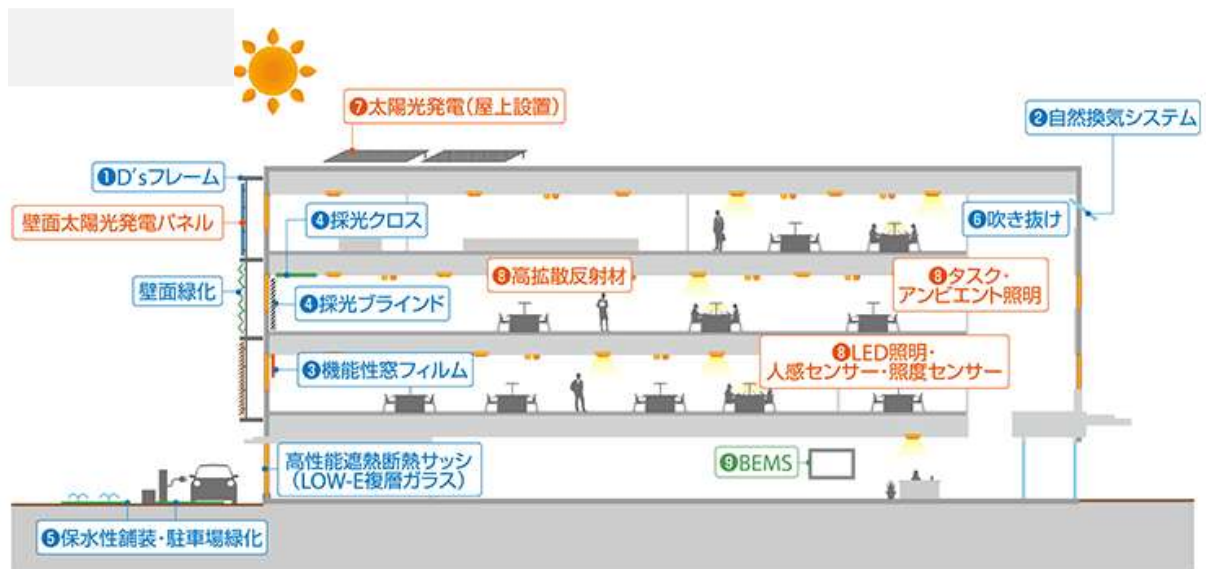 ❼太陽光発電（屋上設置）
❷自然換気システム
❶D'sフレーム
壁面太陽光発電パネル
❹採光クロス
❻吹き抜け
壁面緑化
❽高拡散反射材
❽タスク・
アンビエント照明
❹採光ブラインド
❸機能性窓フィルム
❽LED照明・
人感センサー・照度センサー
高性能遮熱断熱サッシ
（LOW-E複層ガラス）
❾BEMS
❺保水性舗装・駐車場緑化